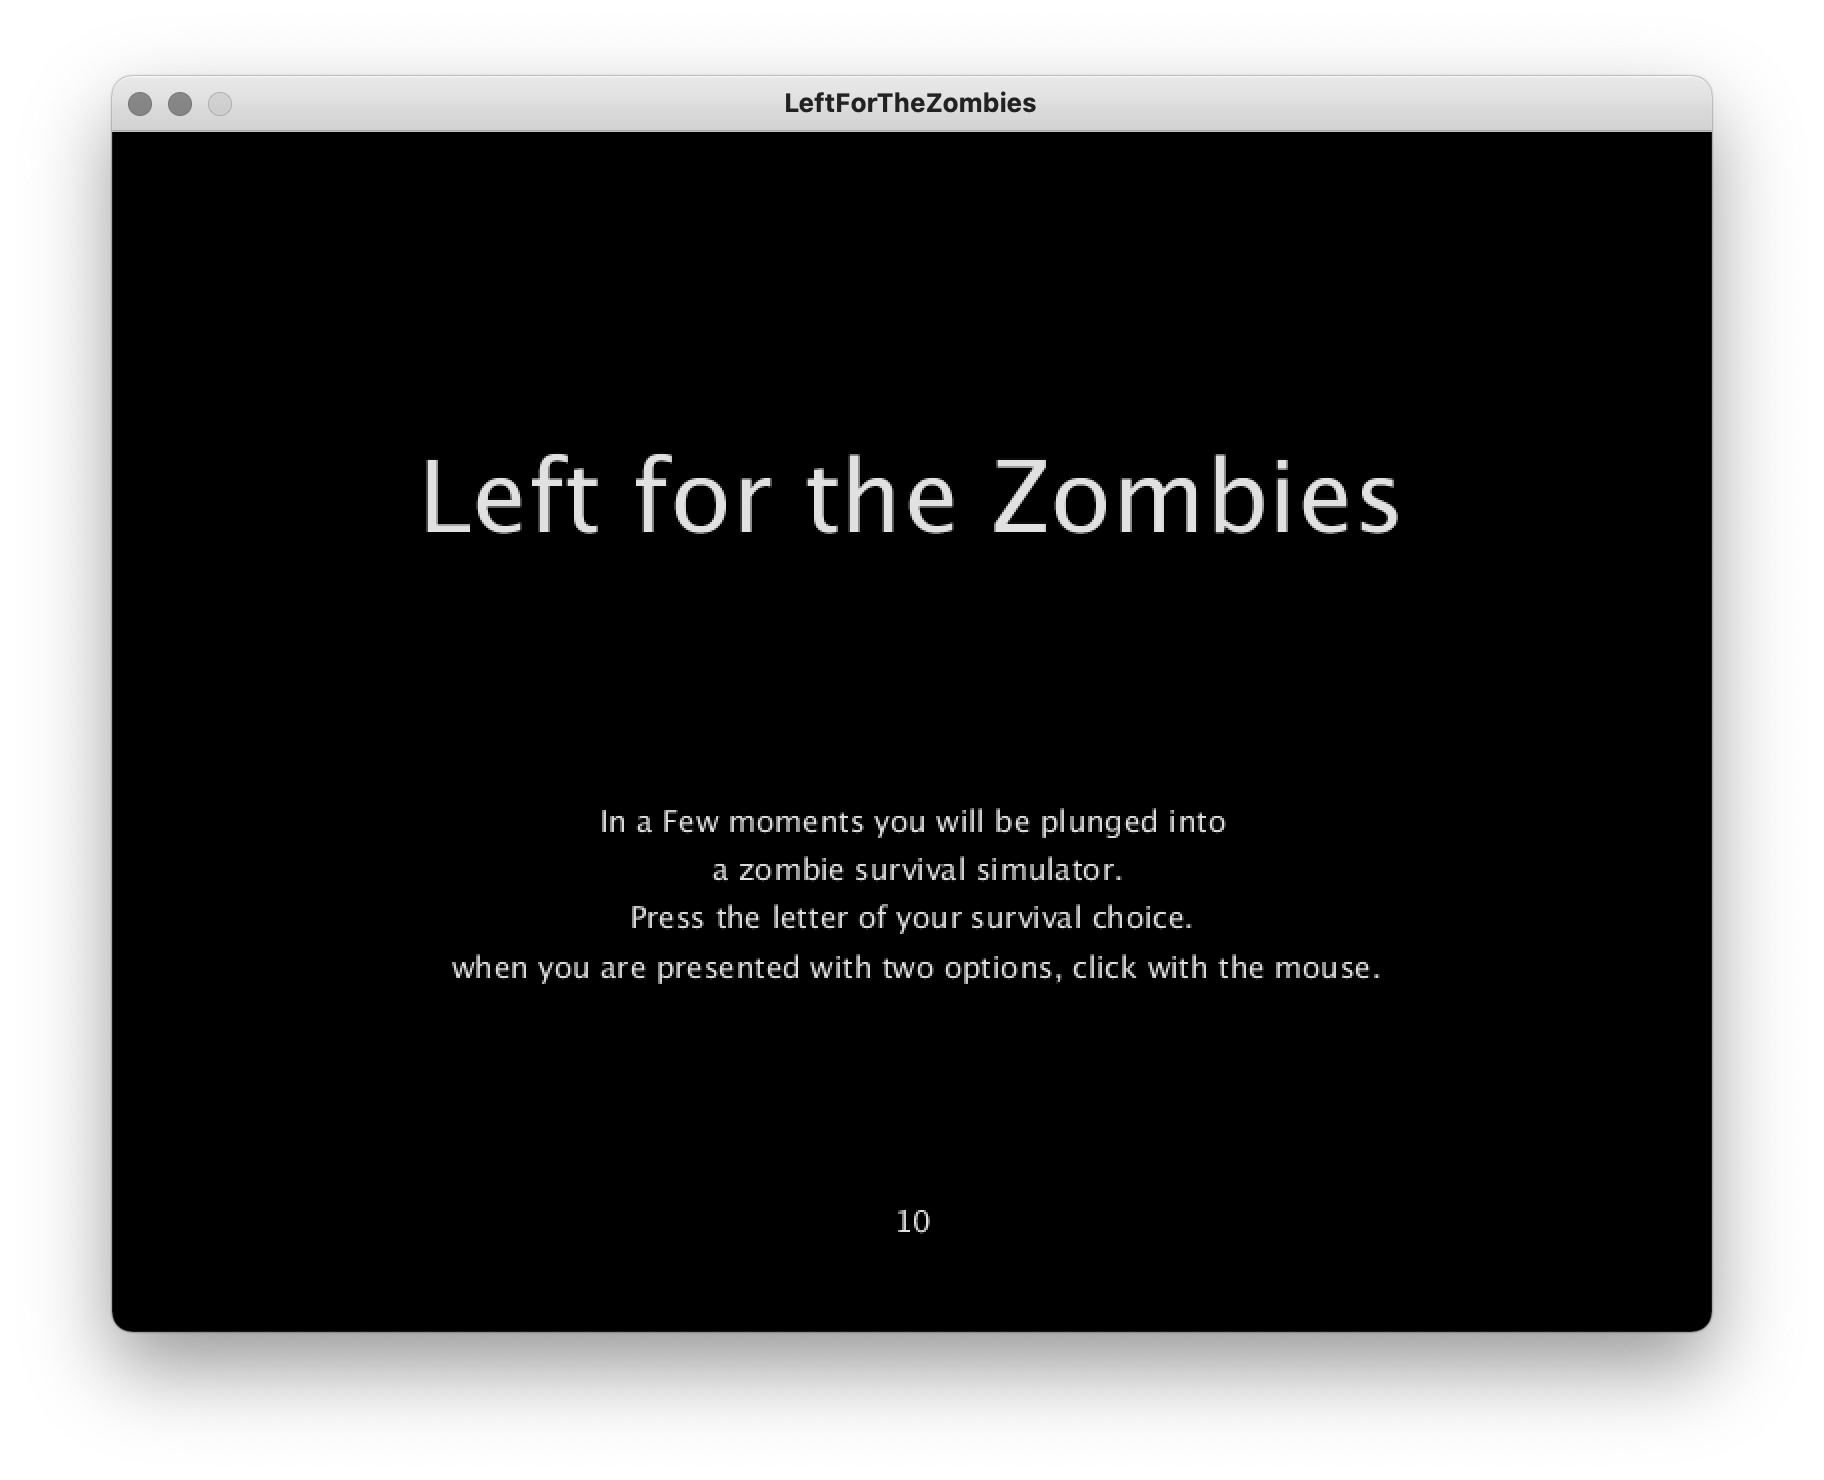 LeftForTheZombies
Left for the Zombies
In a Few moments you will be plunged into
a zombie survival simulator.
Press the letter of your survival choice.
when you are presented with two options, click with the mouse.
10